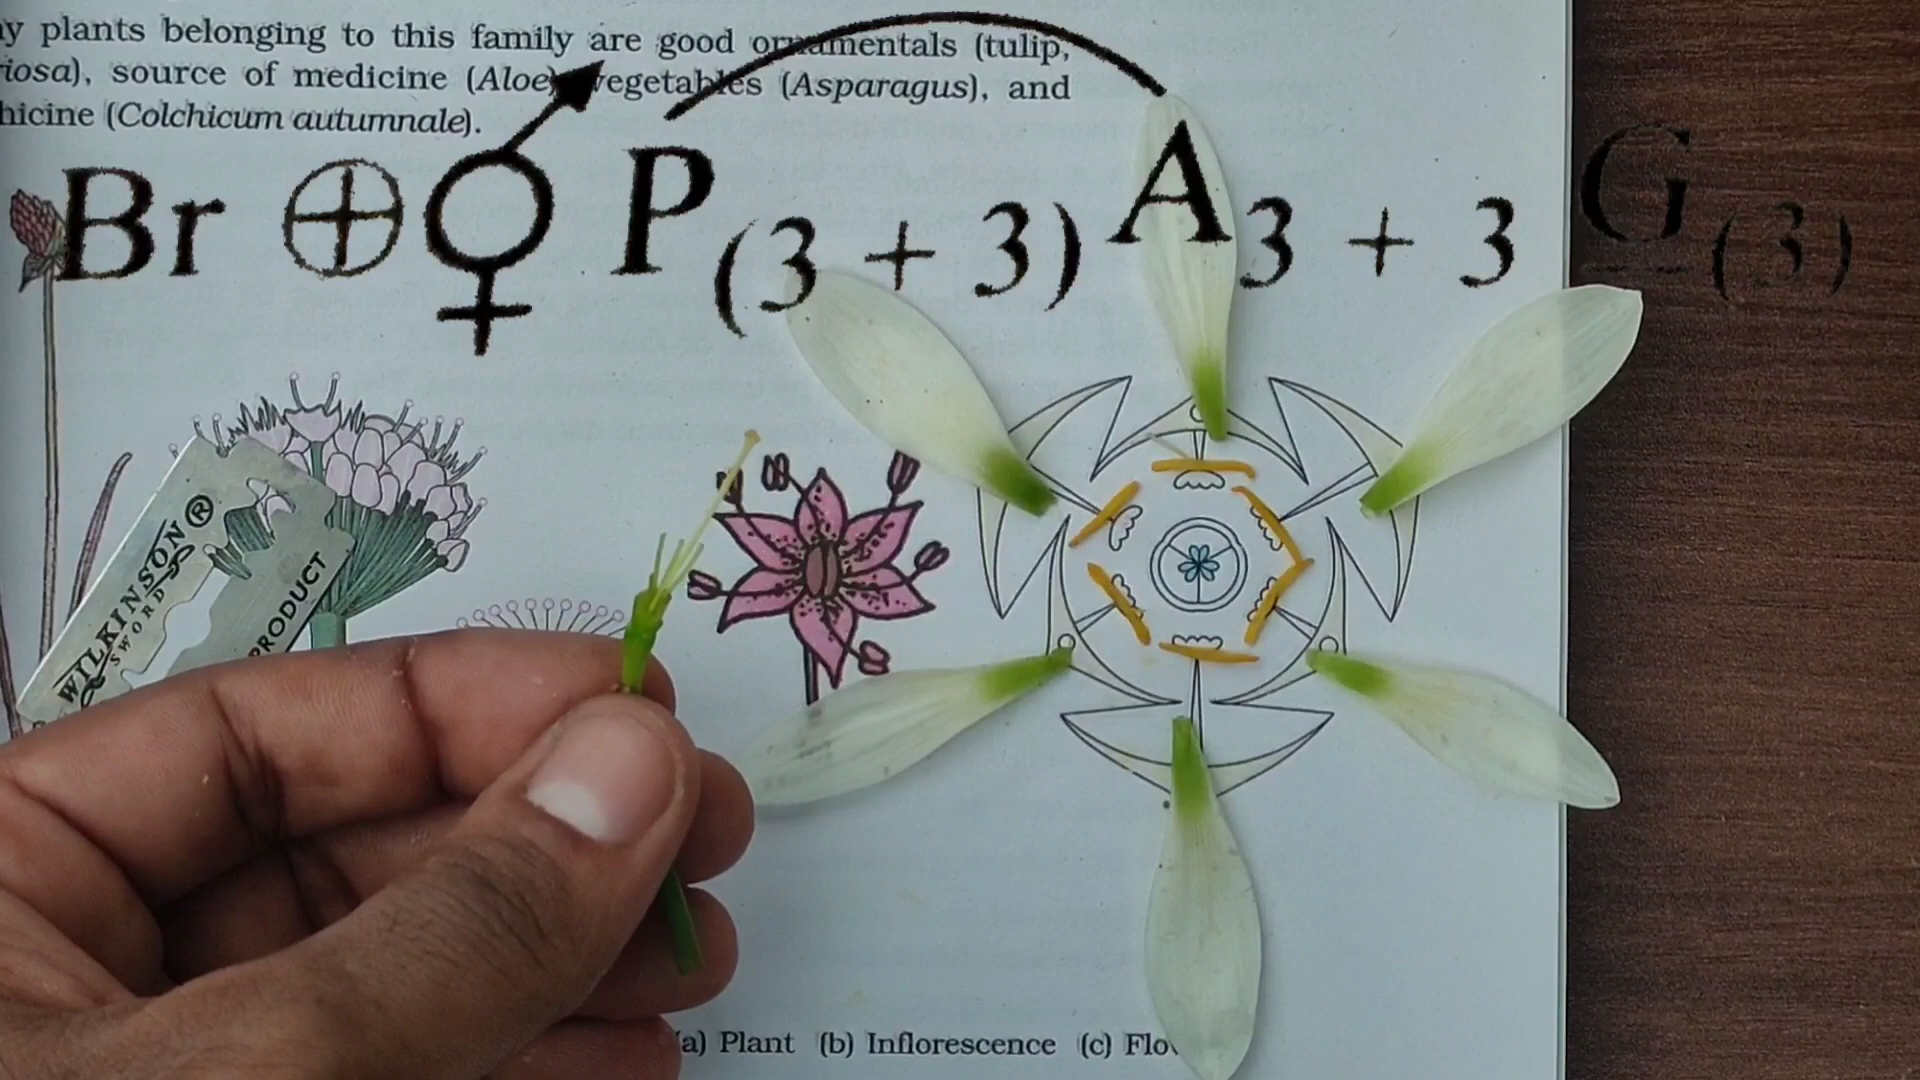 y plants belonging to this family are good ornamentals (tulip,
iosa), source of medicine (Aloe), vegetables (Asparagus), and
hicine (Colchicum autumnale).
Br ⊕ ⚥ P(3 + 3) A3 + 3 G(3)
WILKINSON ®
SWORD
PRODUCT
(a) Plant (b) Inflorescence (c) Flo